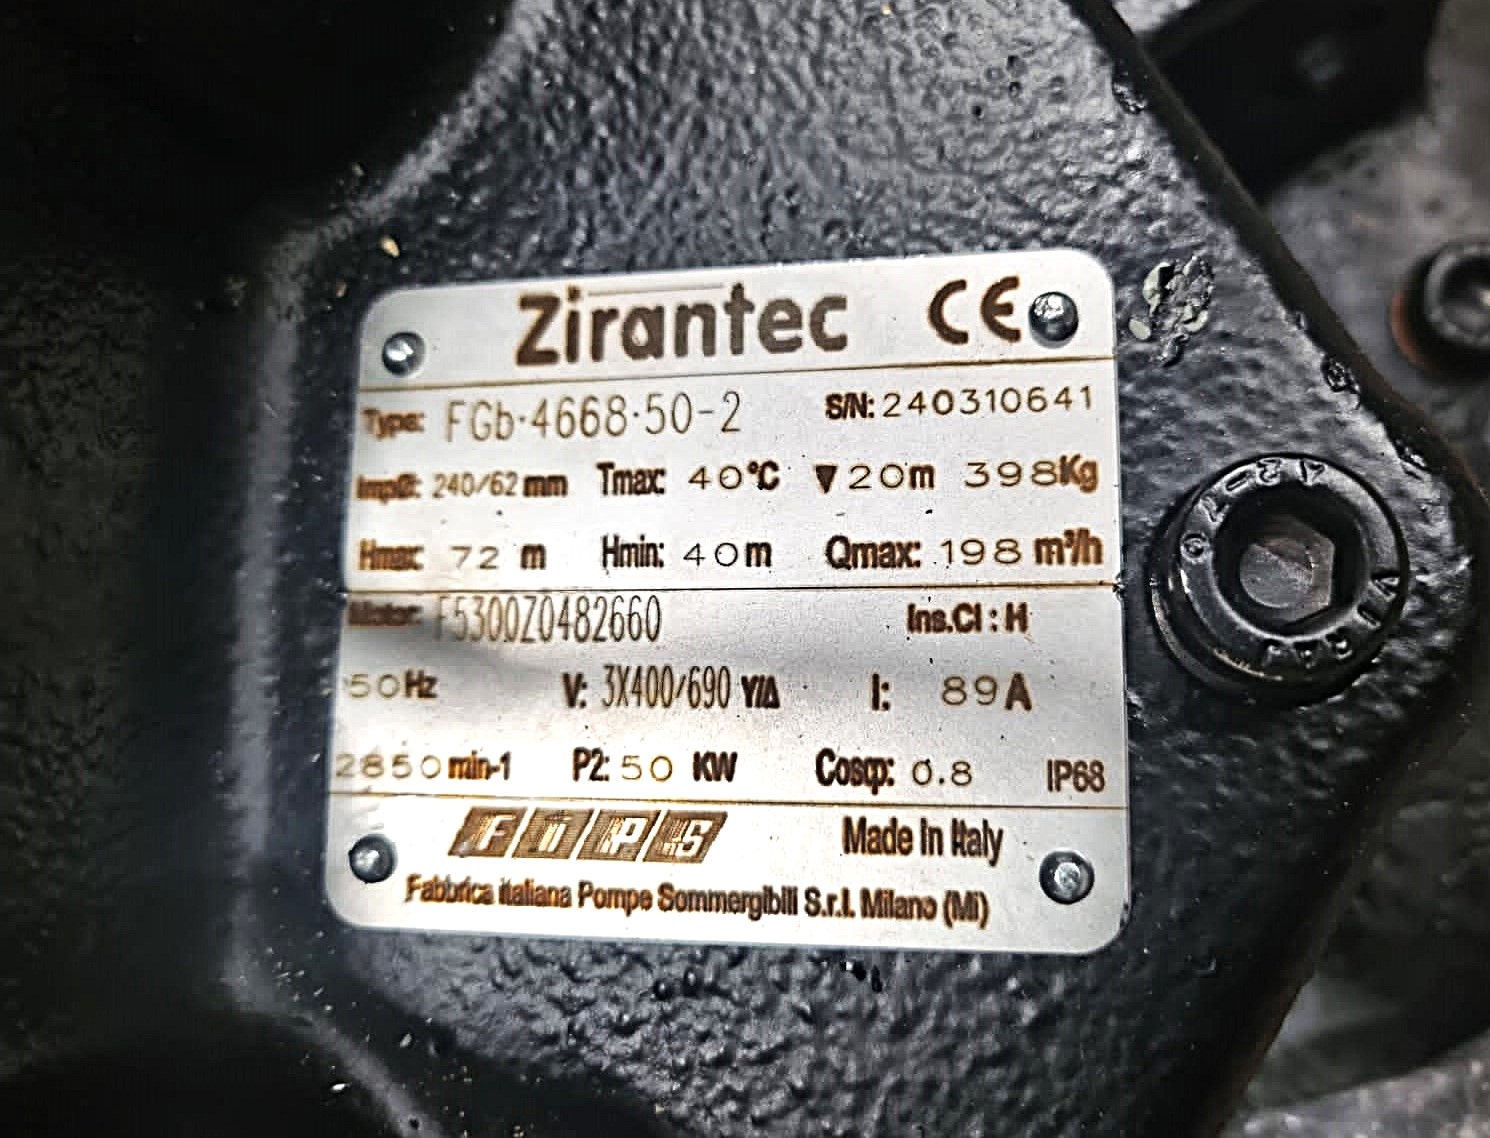 Zirantec CE
Type: FGb·4668·50-2 S/N: 240310641
ImpØ: 240/62 mm Tmax: 40°C ▼20m 398Kg
Hmax: 72 m Hmin: 40m Qmax: 198 m³/h
Motor: F5300Z0482660 Ins.Cl : H
50Hz V: 3X400/690 Y/Δ I: 89A
2850 min-1 P2: 50 KW Cosφ: 0.8 IP68
FIPS Made in Italy
Fabbrica italiana Pompe Sommergibili S.r.l. Milano (Mi)